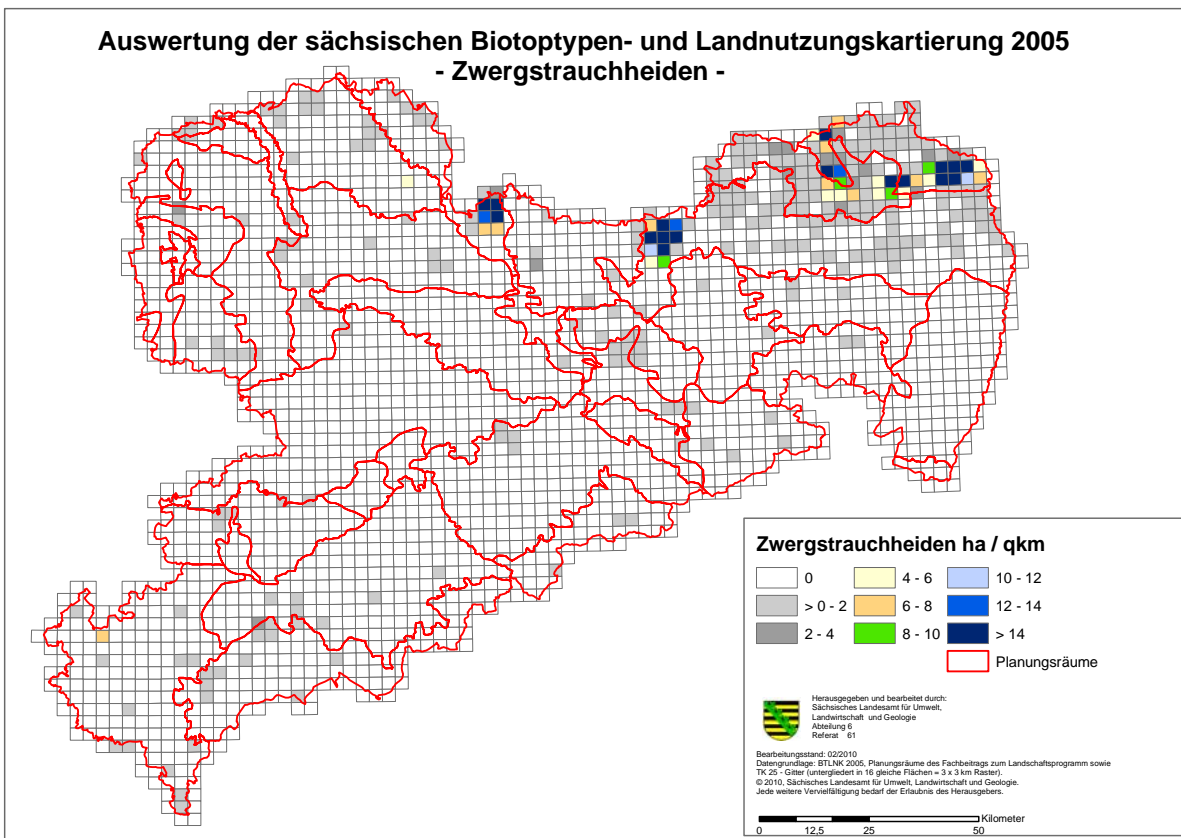 Auswertung der sächsischen Biotoptypen- und Landnutzungskartierung 2005
- Zwergstrauchheiden -
Zwergstrauchheiden ha / qkm
0
> 0 - 2
2 - 4
4 - 6
6 - 8
8 - 10
10 - 12
12 - 14
> 14
Planungsräume
Herausgegeben und bearbeitet durch:
Sächsisches Landesamt für Umwelt,
Landwirtschaft und Geologie
Abteilung 6
Referat 61
Bearbeitungsstand: 02/2010
Datengrundlage: BTLNK 2005, Planungsräume des Fachbeitrags zum Landschaftsprogramm sowie
TK 25 - Gitter (untergliedert in 16 gleiche Flächen = 3 x 3 km Raster).
© 2010, Sächsisches Landesamt für Umwelt, Landwirtschaft und Geologie.
Jede weitere Vervielfältigung bedarf der Erlaubnis des Herausgebers.
Kilometer
0 12,5 25 50